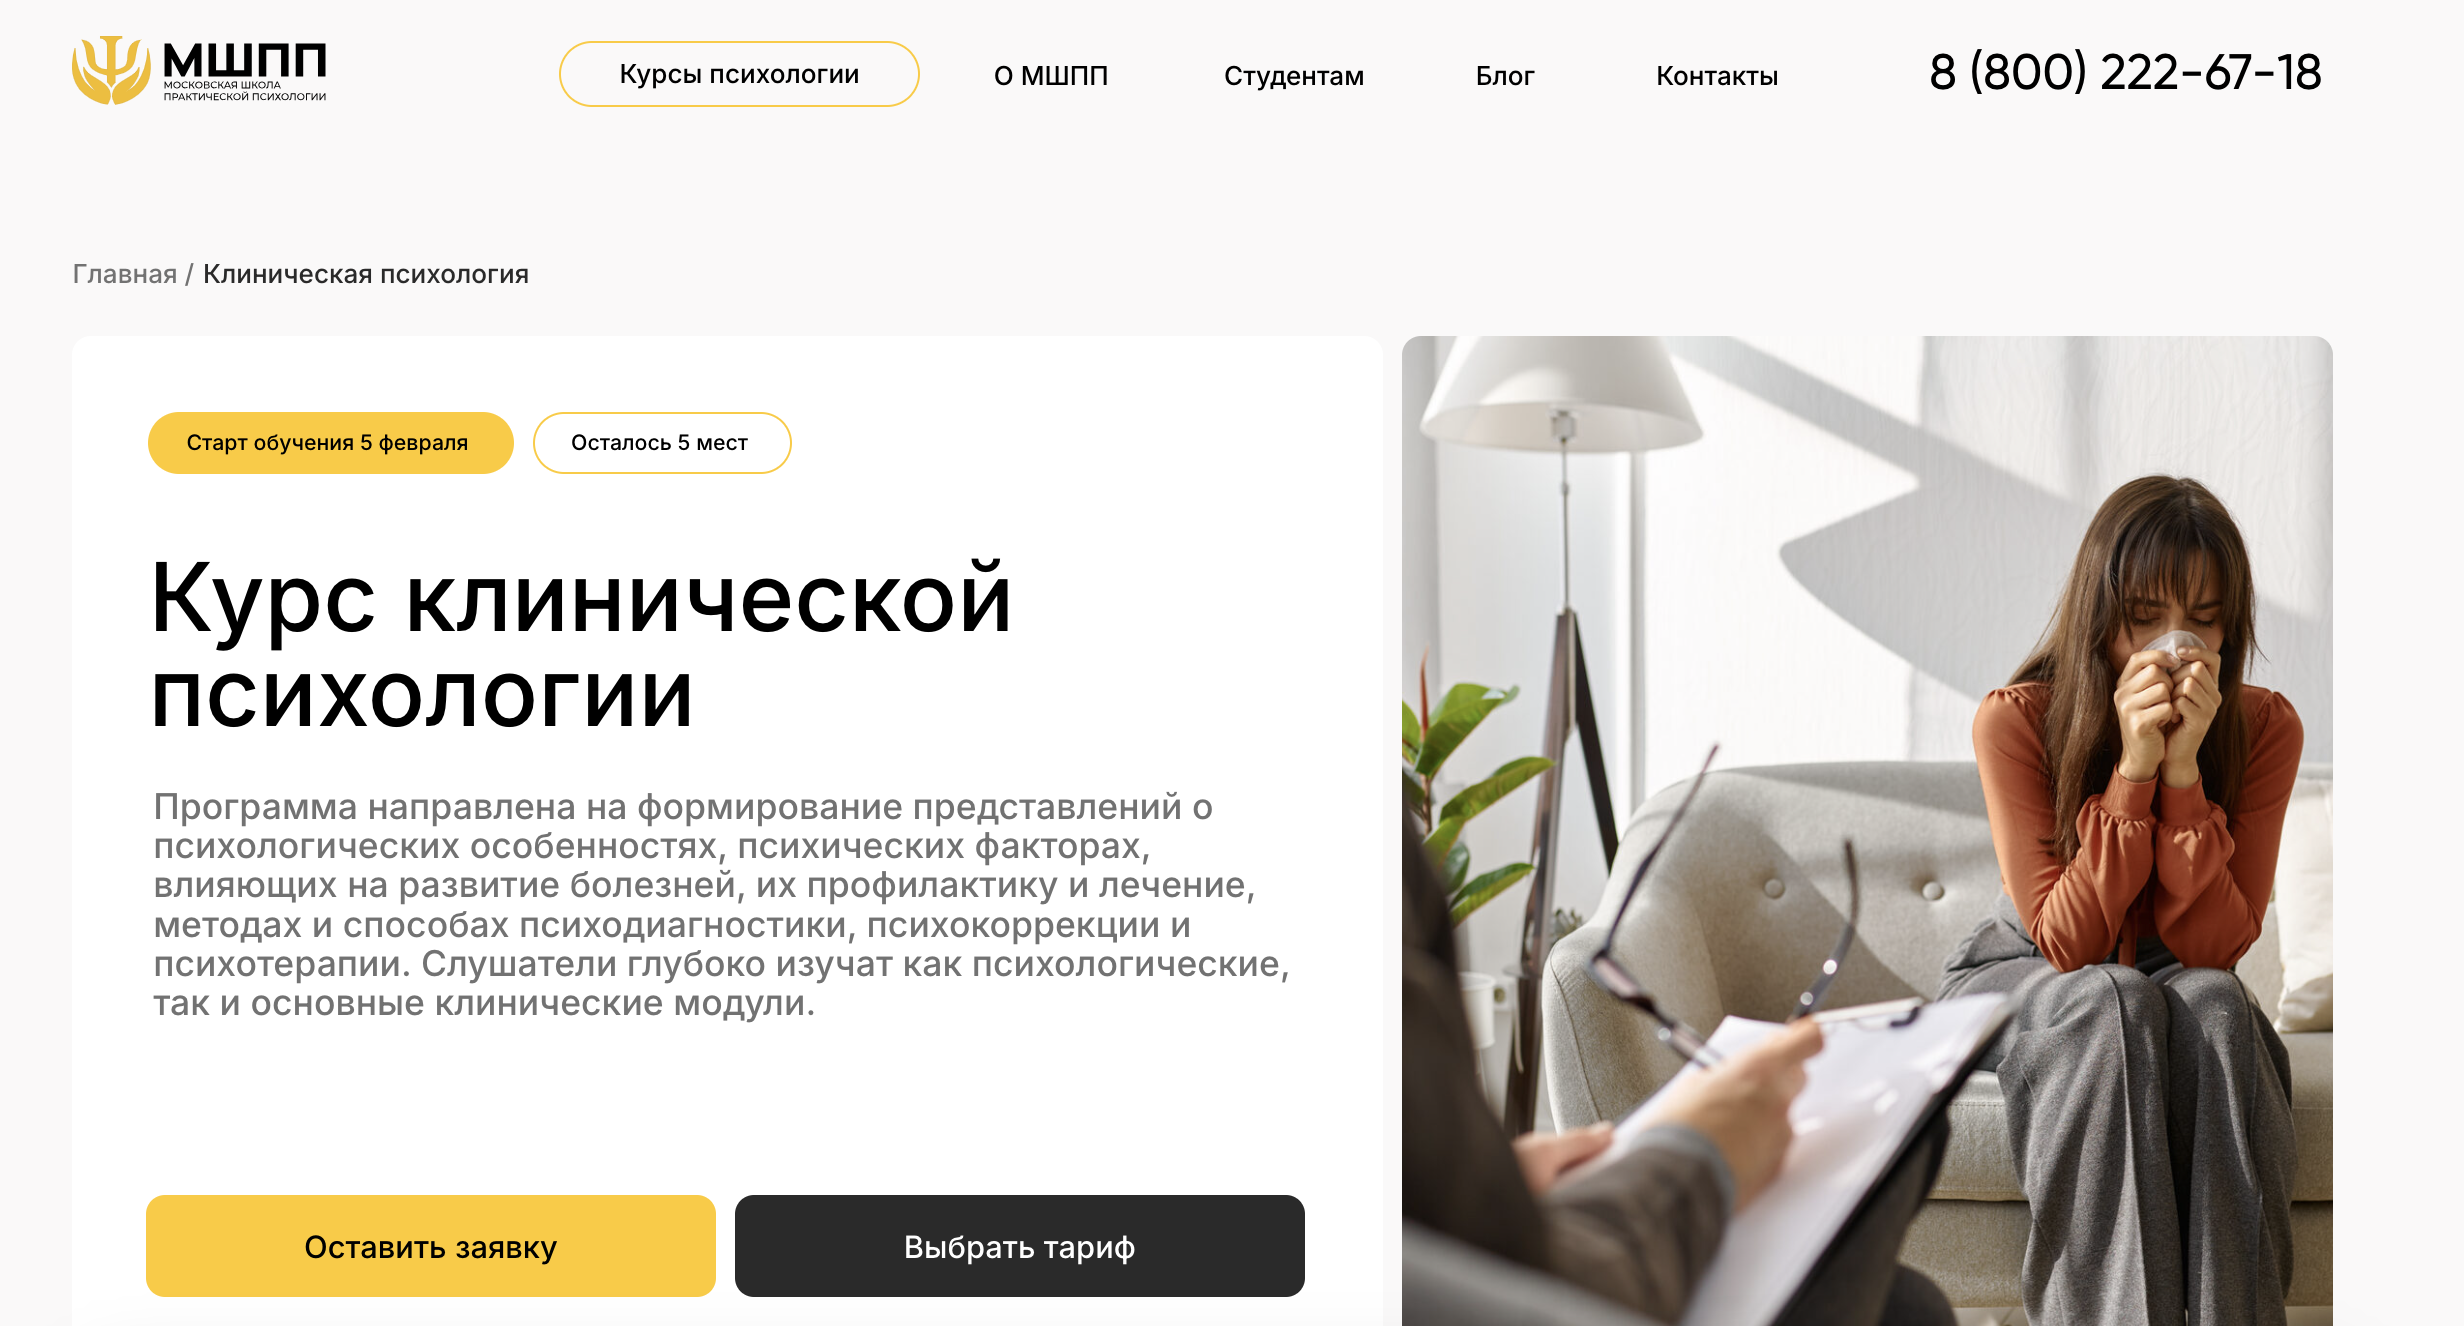 МШПП
МОСКОВСКАЯ ШКОЛА
ПРАКТИЧЕСКОЙ ПСИХОЛОГИИ
Курсы психологии
О МШПП
Студентам
Блог
Контакты
8 (800) 222-67-18
Главная / Клиническая психология
Старт обучения 5 февраля
Осталось 5 мест
Курс клинической
психологии
Программа направлена на формирование представлений о
психологических особенностях, психических факторах,
влияющих на развитие болезней, их профилактику и лечение,
методах и способах психодиагностики, психокоррекции и
психотерапии. Слушатели глубоко изучат как психологические,
так и основные клинические модули.
Оставить заявку
Выбрать тариф